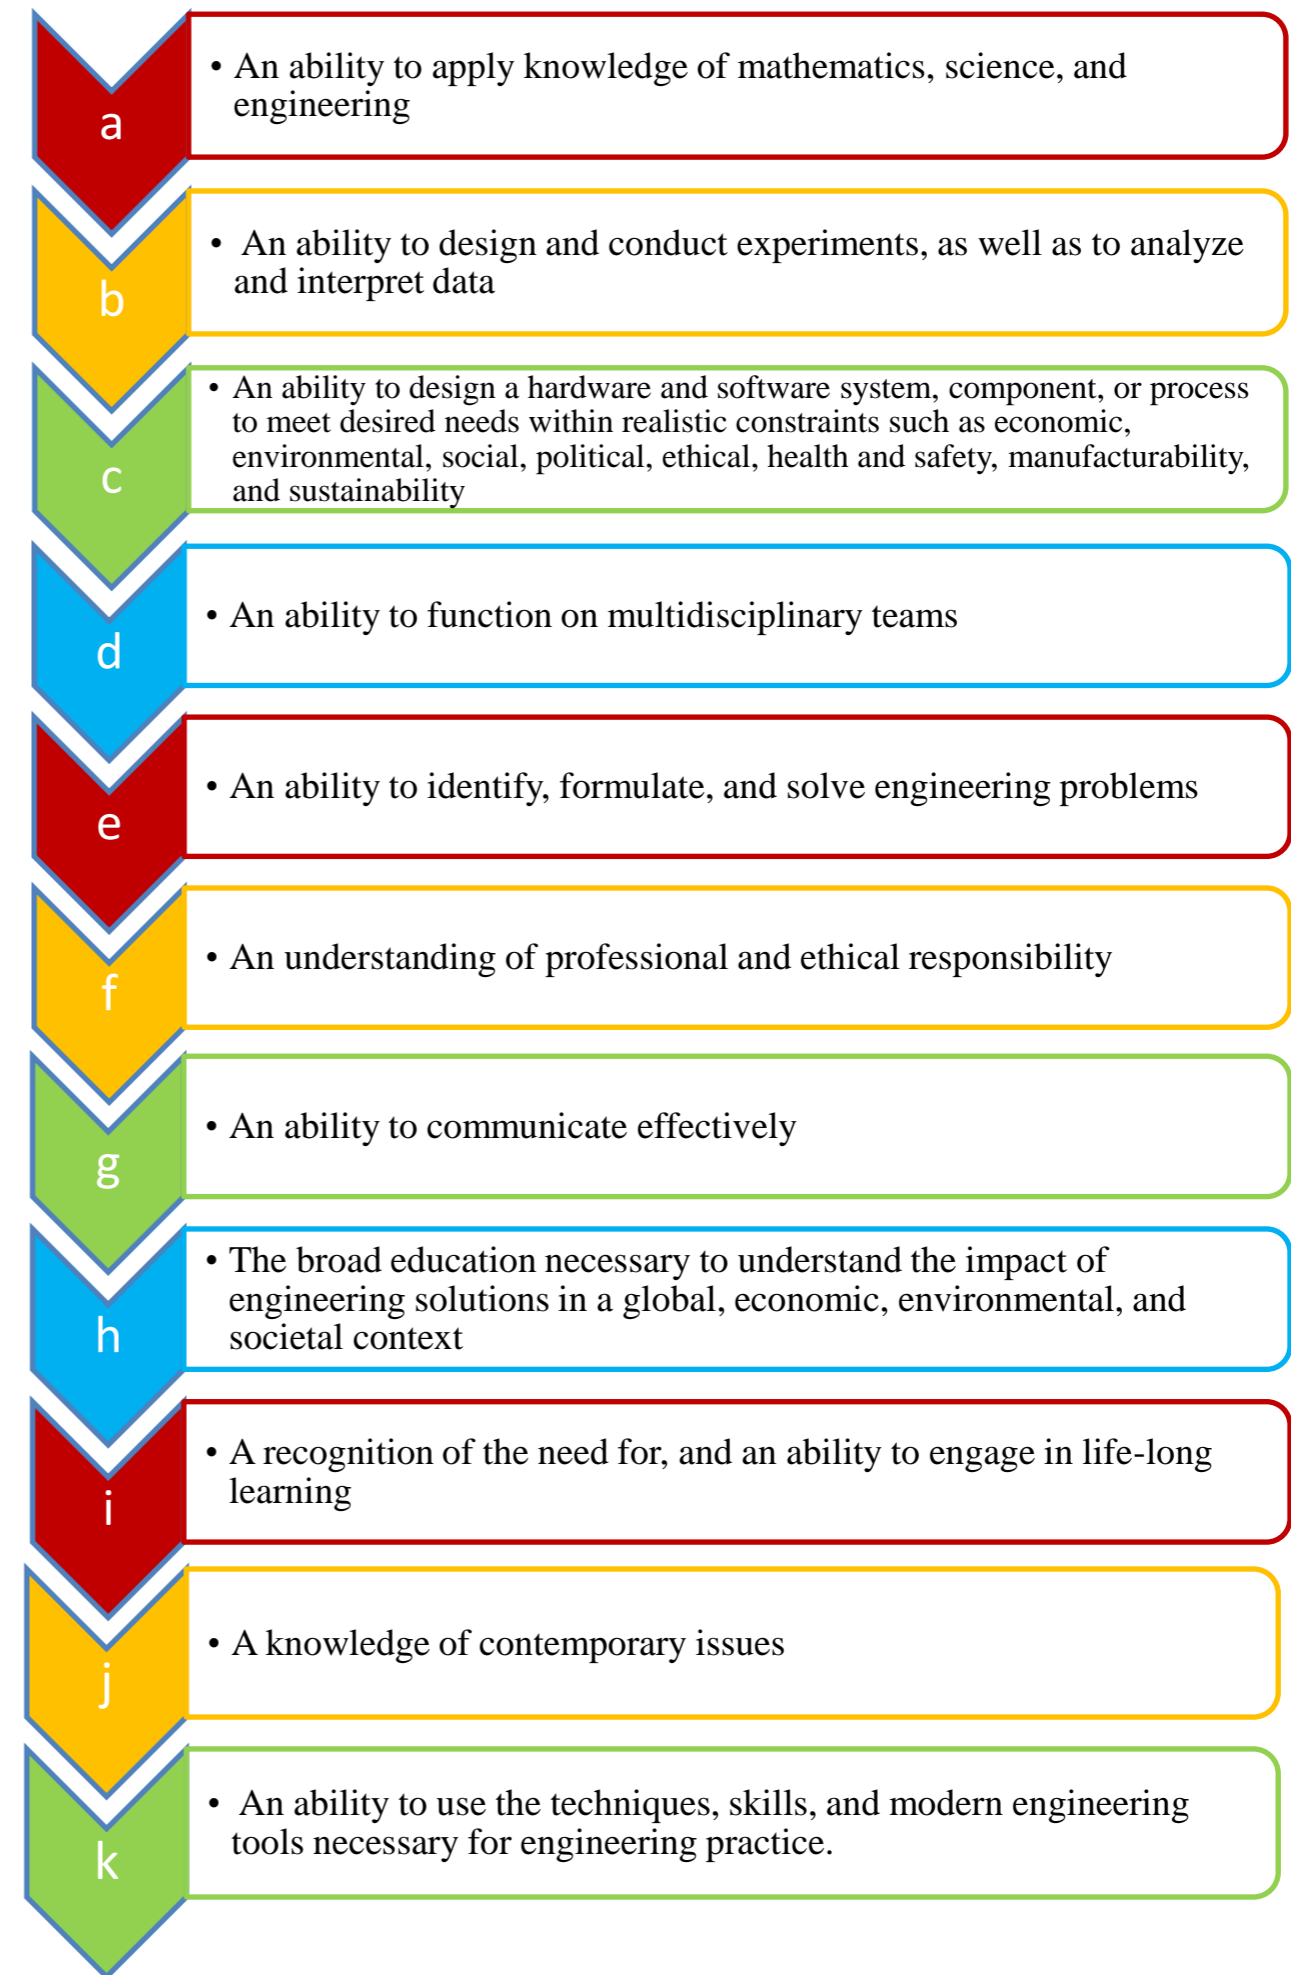 a
• An ability to apply knowledge of mathematics, science, and
engineering
b
• An ability to design and conduct experiments, as well as to analyze
and interpret data
c
• An ability to design a hardware and software system, component, or process
to meet desired needs within realistic constraints such as economic,
environmental, social, political, ethical, health and safety, manufacturability,
and sustainability
d
• An ability to function on multidisciplinary teams
e
• An ability to identify, formulate, and solve engineering problems
f
• An understanding of professional and ethical responsibility
g
• An ability to communicate effectively
h
• The broad education necessary to understand the impact of
engineering solutions in a global, economic, environmental, and
societal context
i
• A recognition of the need for, and an ability to engage in life-long
learning
j
• A knowledge of contemporary issues
k
• An ability to use the techniques, skills, and modern engineering
tools necessary for engineering practice.